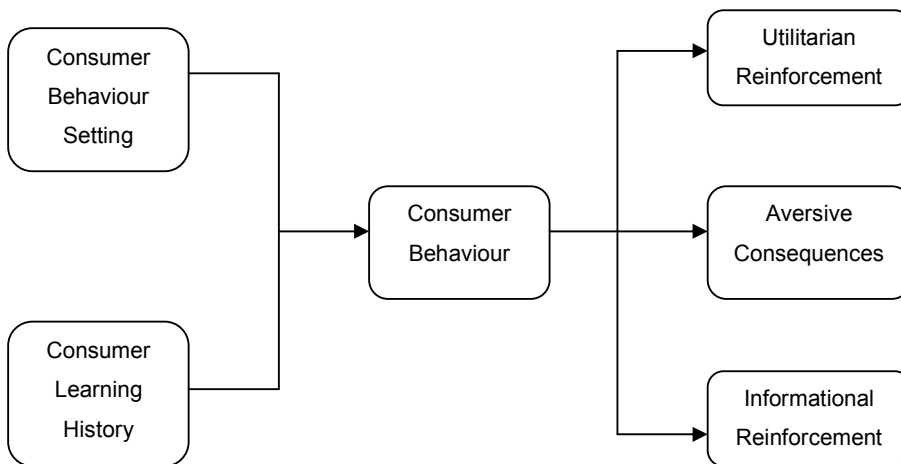 Consumer
Behaviour
Setting
Consumer
Learning
History
Consumer
Behaviour
Utilitarian
Reinforcement
Aversive
Consequences
Informational
Reinforcement